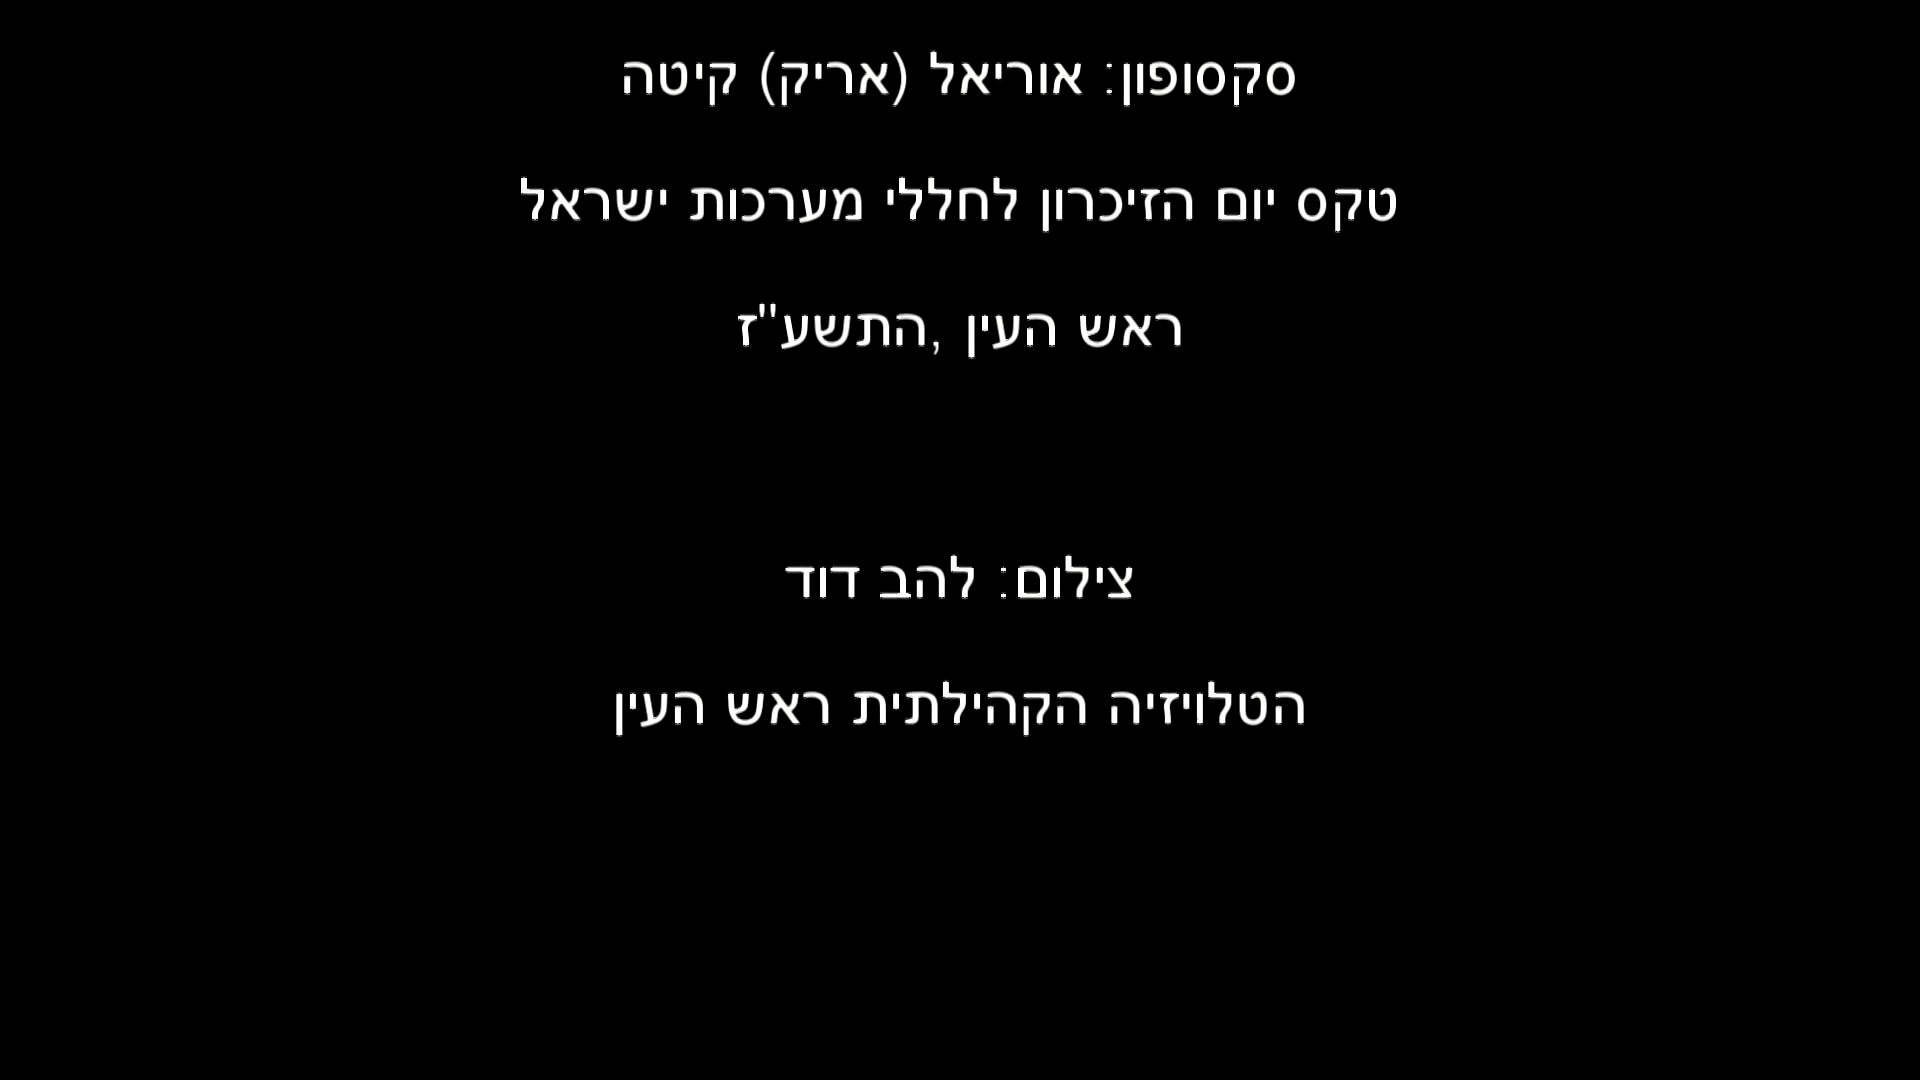 סקסופון: אוריאל (אריק) קיטה
טקס יום הזיכרון לחללי מערכות ישראל
ראש העין ,התשע"ז
צילום: להב דוד
הטלויזיה הקהילתית ראש העין